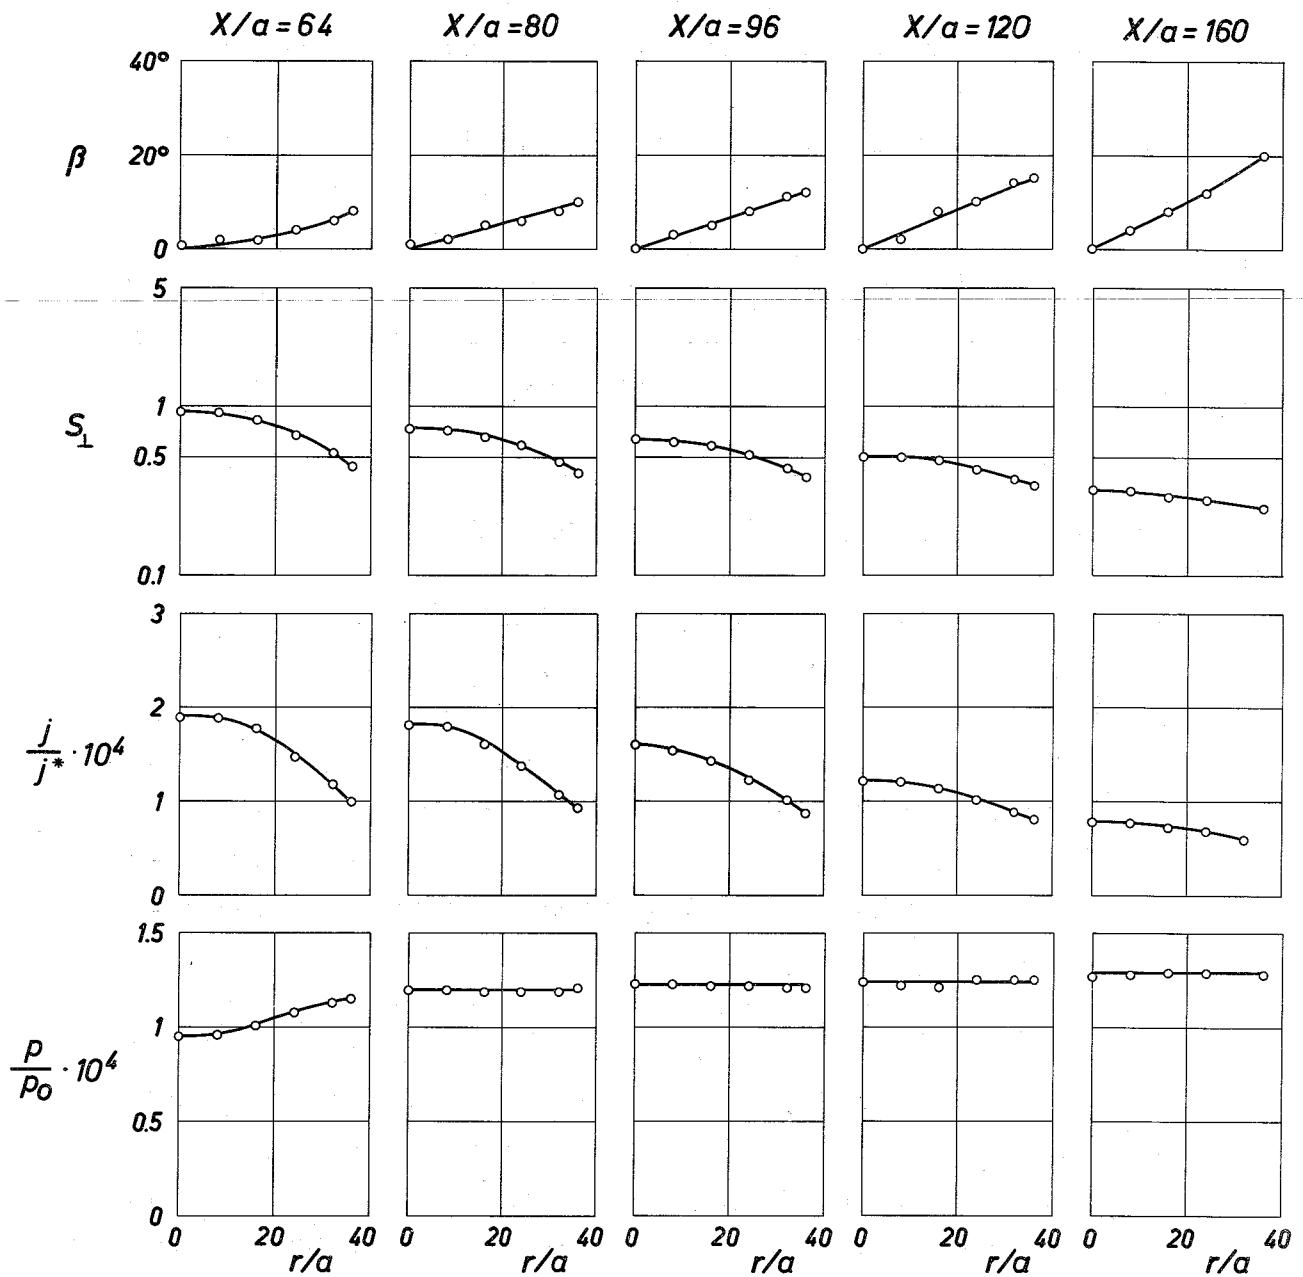 X/a = 64 X/a = 80 X/a = 96 X/a = 120 X/a = 160
40°
β 20°
0
5
1
S⊥
0.5
0.1
3
2
j/j* · 10⁴
1
0
1.5
1
p/p₀ · 10⁴
0.5
0
0 20 40 0 20 40 0 20 40 0 20 40 0 20 40
r/a r/a r/a r/a r/a